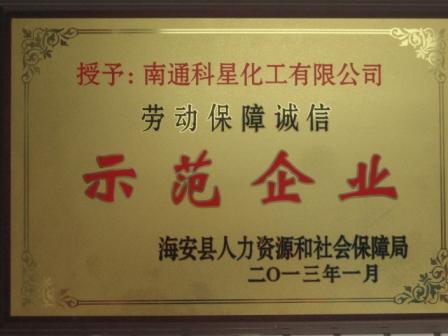 授予：南通科星化工有限公司
劳动保障诚信
示范企业
海安县人力资源和社会保障局
二〇一三年一月